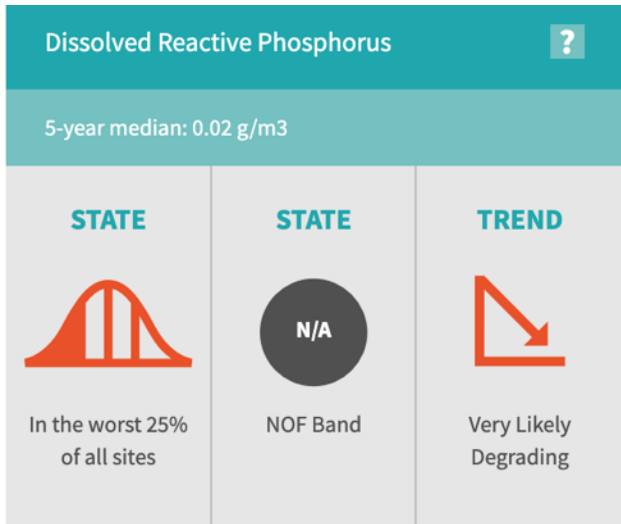 Dissolved Reactive Phosphorus
?
5-year median: 0.02 g/m3
STATE
In the worst 25%
of all sites
STATE
N/A
NOF Band
TREND
Very Likely
Degrading